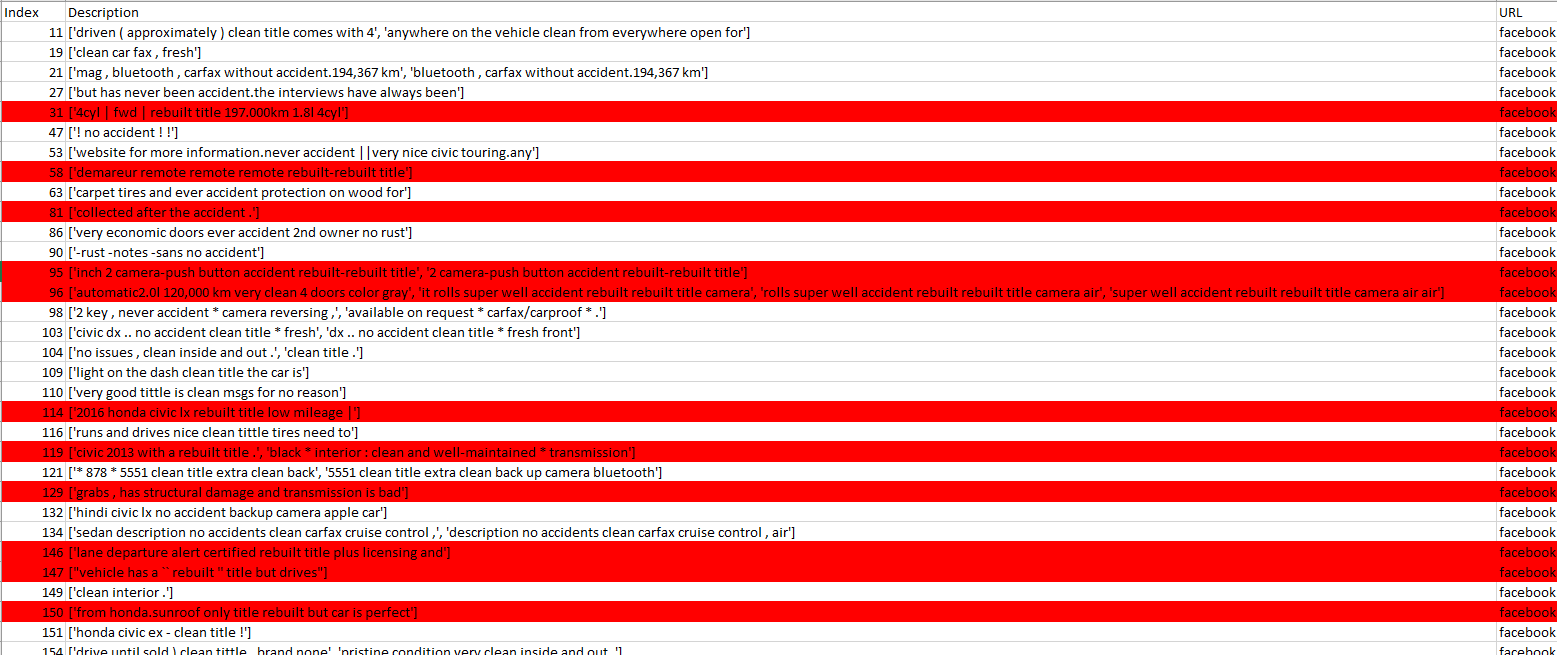 Index Description URL
11 ['driven ( approximately ) clean title comes with 4', 'anywhere on the vehicle clean from everywhere open for'] facebook
19 ['clean car fax , fresh'] facebook
21 ['mag , bluetooth , carfax without accident.194,367 km', 'bluetooth , carfax without accident.194,367 km'] facebook
27 ['but has never been accident.the interviews have always been'] facebook
31 ['4cyl | fwd | rebuilt title 197.000km 1.8l 4cyl'] facebook
47 ['! no accident ! !'] facebook
53 ['website for more information.never accident ||very nice civic touring.any'] facebook
58 ['demareur remote remote remote rebuilt-rebuilt title'] facebook
63 ['carpet tires and ever accident protection on wood for'] facebook
81 ['collected after the accident .'] facebook
86 ['very economic doors ever accident 2nd owner no rust'] facebook
90 ['-rust -notes -sans no accident'] facebook
95 ['inch 2 camera-push button accident rebuilt-rebuilt title', '2 camera-push button accident rebuilt-rebuilt title'] facebook
96 ['automatic2.0l 120,000 km very clean 4 doors color gray', 'it rolls super well accident rebuilt rebuilt title camera', 'rolls super well accident rebuilt rebuilt title camera air', 'super well accident rebuilt rebuilt title camera air air'] facebook
98 ['2 key , never accident * camera reversing ,', 'available on request * carfax/carproof * .'] facebook
103 ['civic dx .. no accident clean title * fresh', 'dx .. no accident clean title * fresh front'] facebook
104 ['no issues , clean inside and out .', 'clean title .'] facebook
109 ['light on the dash clean title the car is'] facebook
110 ['very good tittle is clean msgs for no reason'] facebook
114 ['2016 honda civic lx rebuilt title low mileage |'] facebook
116 ['runs and drives nice clean tittle tires need to'] facebook
119 ['civic 2013 with a rebuilt title .', 'black * interior : clean and well-maintained * transmission'] facebook
121 ['* 878 * 5551 clean title extra clean back', '5551 clean title extra clean back up camera bluetooth'] facebook
129 ['grabs , has structural damage and transmission is bad'] facebook
132 ['hindi civic lx no accident backup camera apple car'] facebook
134 ['sedan description no accidents clean carfax cruise control ,', 'description no accidents clean carfax cruise control , air'] facebook
146 ['lane departure alert certified rebuilt title plus licensing and'] facebook
147 ["vehicle has a `` rebuilt '' title but drives"] facebook
149 ['clean interior .'] facebook
150 ['from honda.sunroof only title rebuilt but car is perfect'] facebook
151 ['honda civic ex - clean title !'] facebook
154 ['drive until sold ) clean tittle , brand none', 'pristine condition very clean inside and out .'] facebook